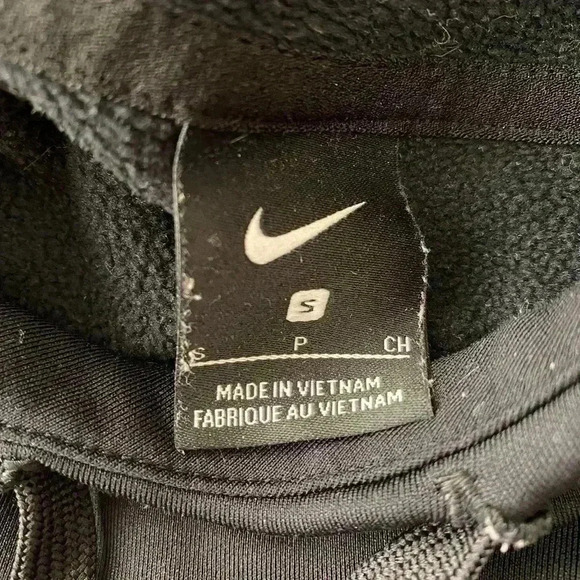 S
S P CH
MADE IN VIETNAM
FABRIQUE AU VIETNAM